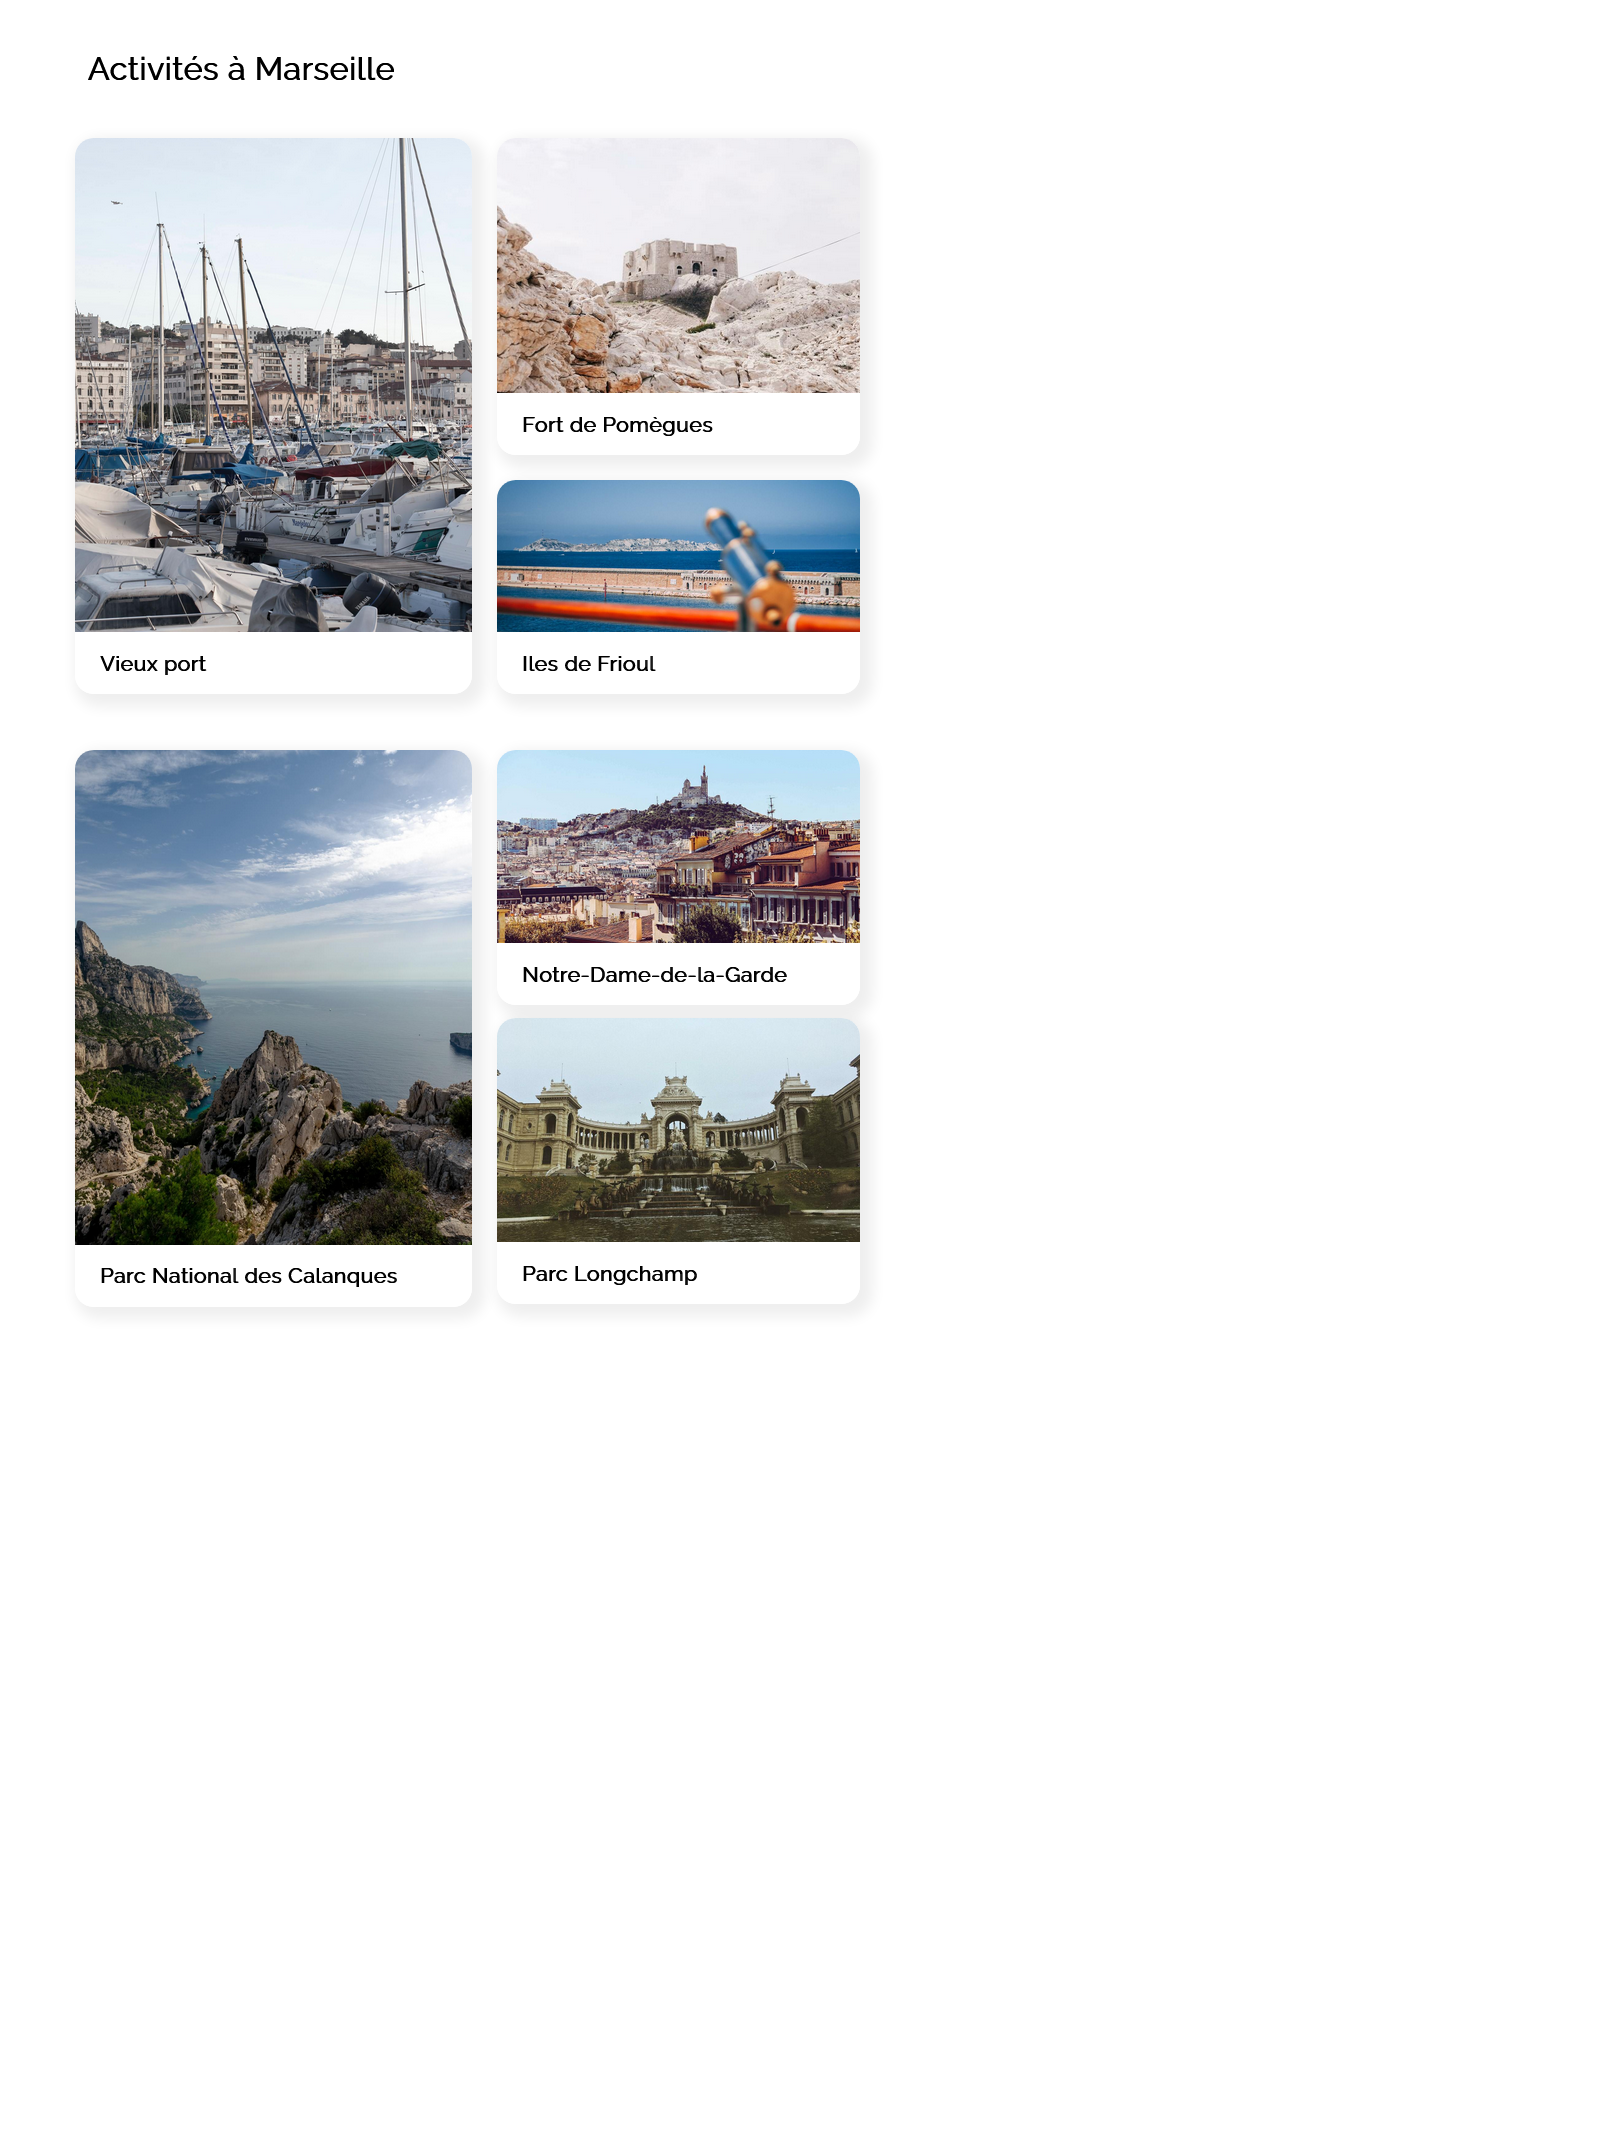 Activités à Marseille
Vieux port
Fort de Pomègues
Iles de Frioul
Parc National des Calanques
Notre-Dame-de-la-Garde
Parc Longchamp